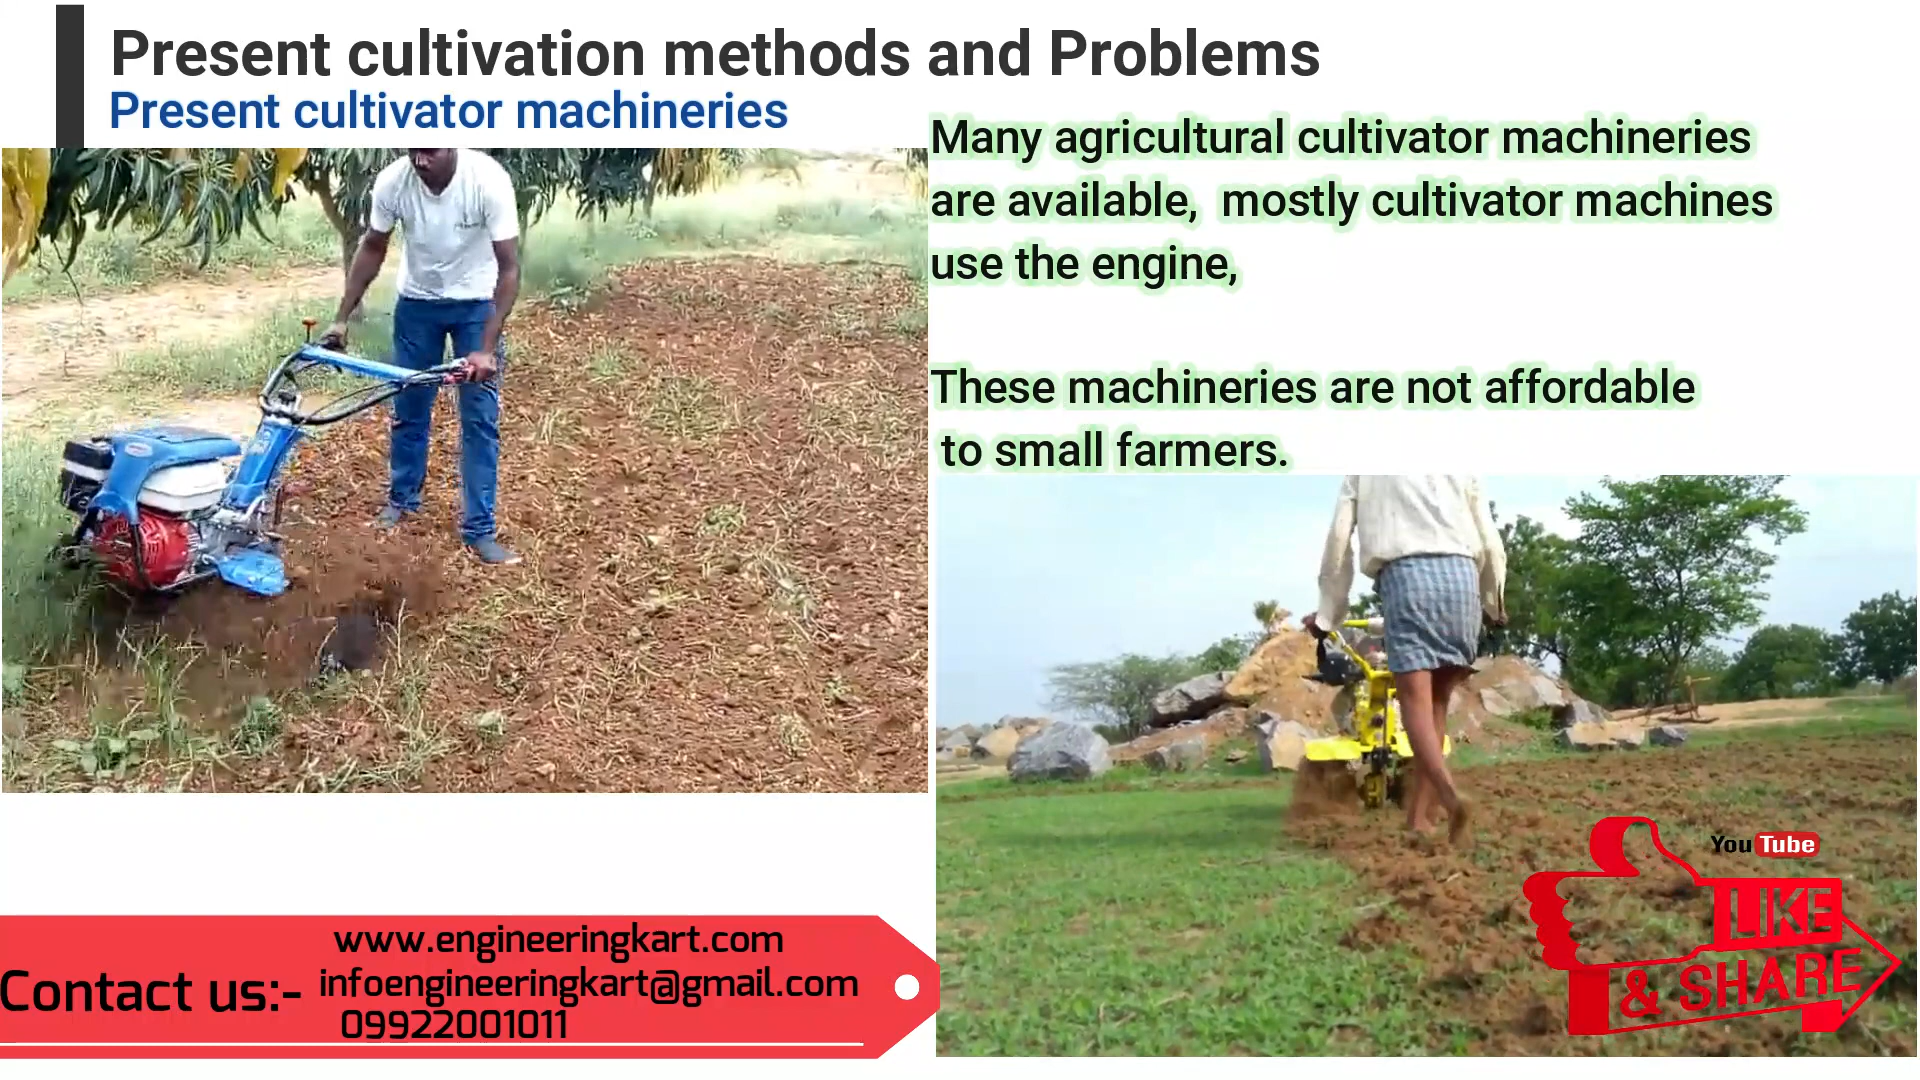 Present cultivation methods and Problems
Present cultivator machineries
Many agricultural cultivator machineries
are available, mostly cultivator machines
use the engine,
These machineries are not affordable
to small farmers.
YouTube
LIKE
& SHARE
www.engineeringkart.com
Contact us:- infoengineeringkart@gmail.com
09922001011